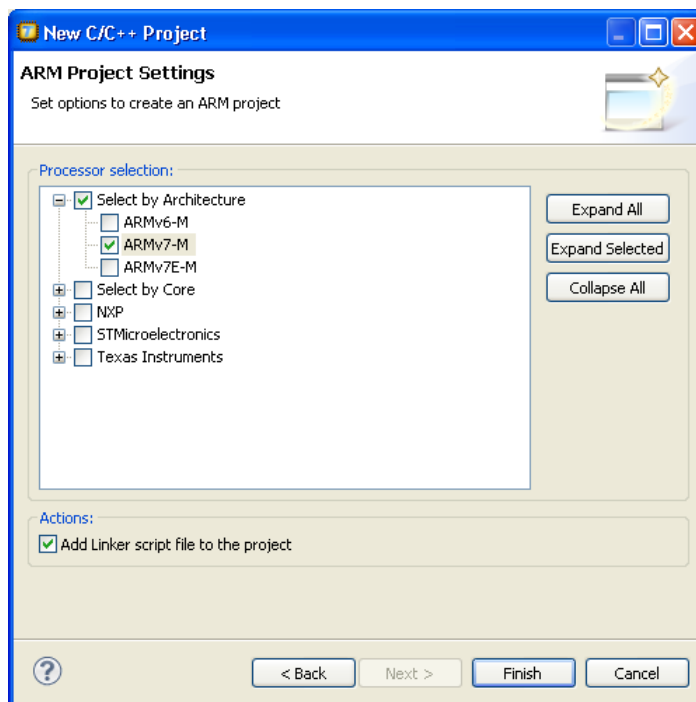 New C/C++ Project
ARM Project Settings
Set options to create an ARM project
Processor selection:
Select by Architecture
ARMv6-M
ARMv7-M
ARMv7E-M
Select by Core
NXP
STMicroelectronics
Texas Instruments
Expand All
Expand Selected
Collapse All
Actions:
Add Linker script file to the project
< Back
Next >
Finish
Cancel